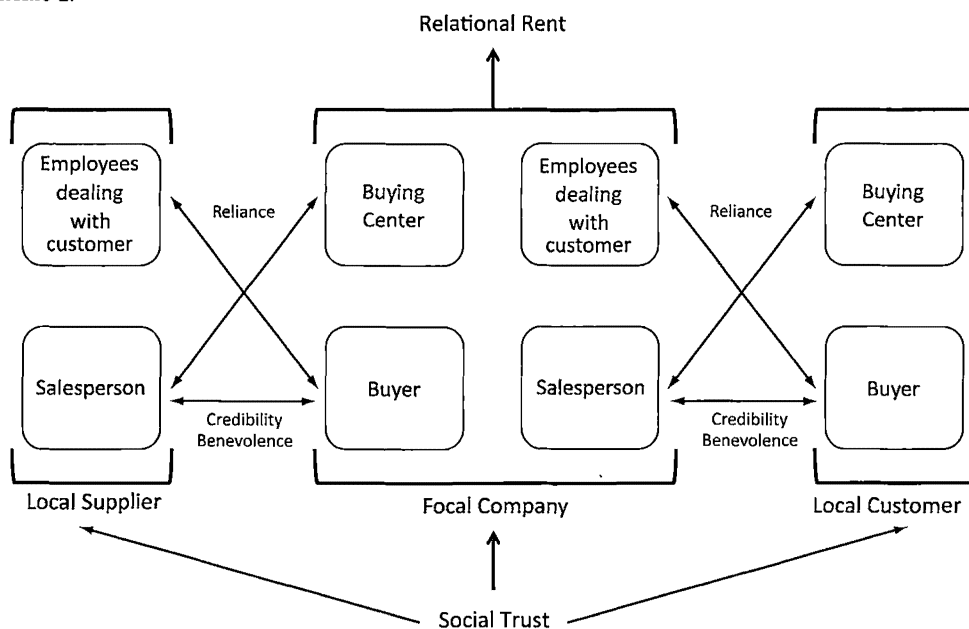 Relational Rent
Employees
dealing
with
customer
Reliance
Buying
Center
Employees
dealing
with
customer
Reliance
Buying
Center
Salesperson
Credibility
Benevolence
Buyer
Salesperson
Credibility
Benevolence
Buyer
Local Supplier
Focal Company
Local Customer
Social Trust